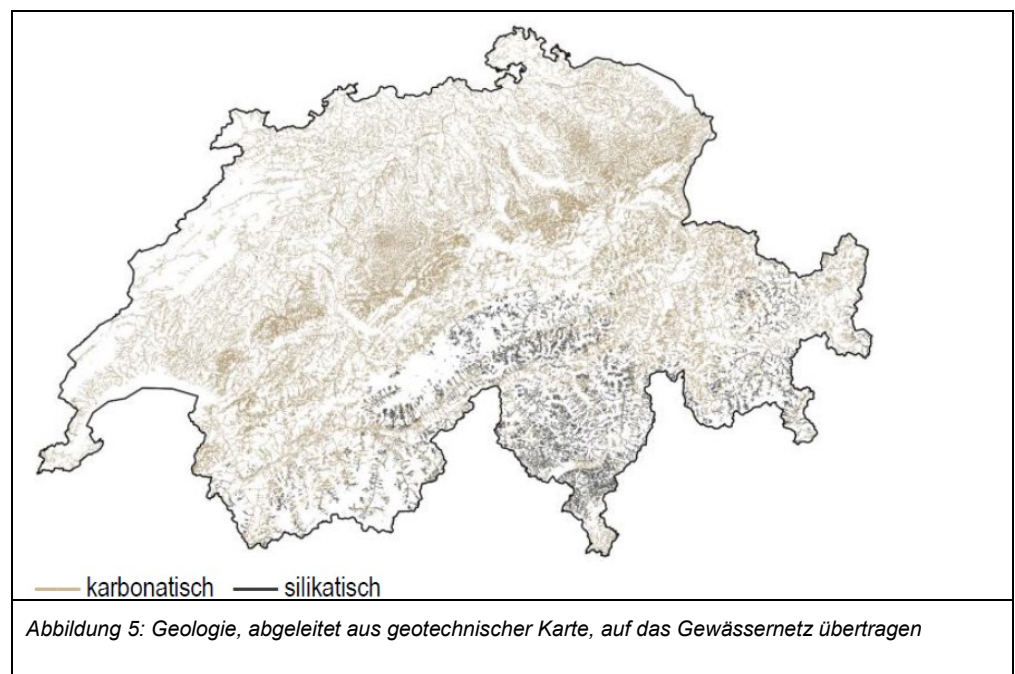 karbonatisch silikatisch
Abbildung 5: Geologie, abgeleitet aus geotechnischer Karte, auf das Gewässernetz übertragen